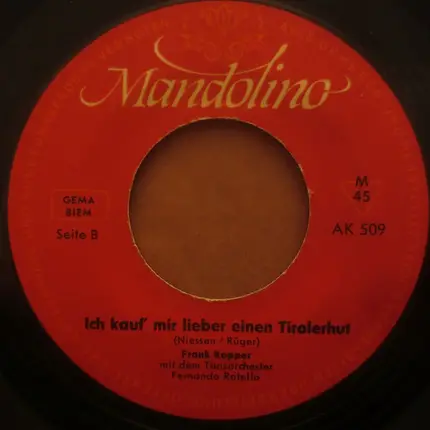 Mandolino
GEMA
BIEM
Seite B
M
45
AK 509
Ich kauf' mir lieber einen Tirolerhut
(Niessen / Rüger)
Frank Repper
mit dem Tanzorchester
Fernando Rotello